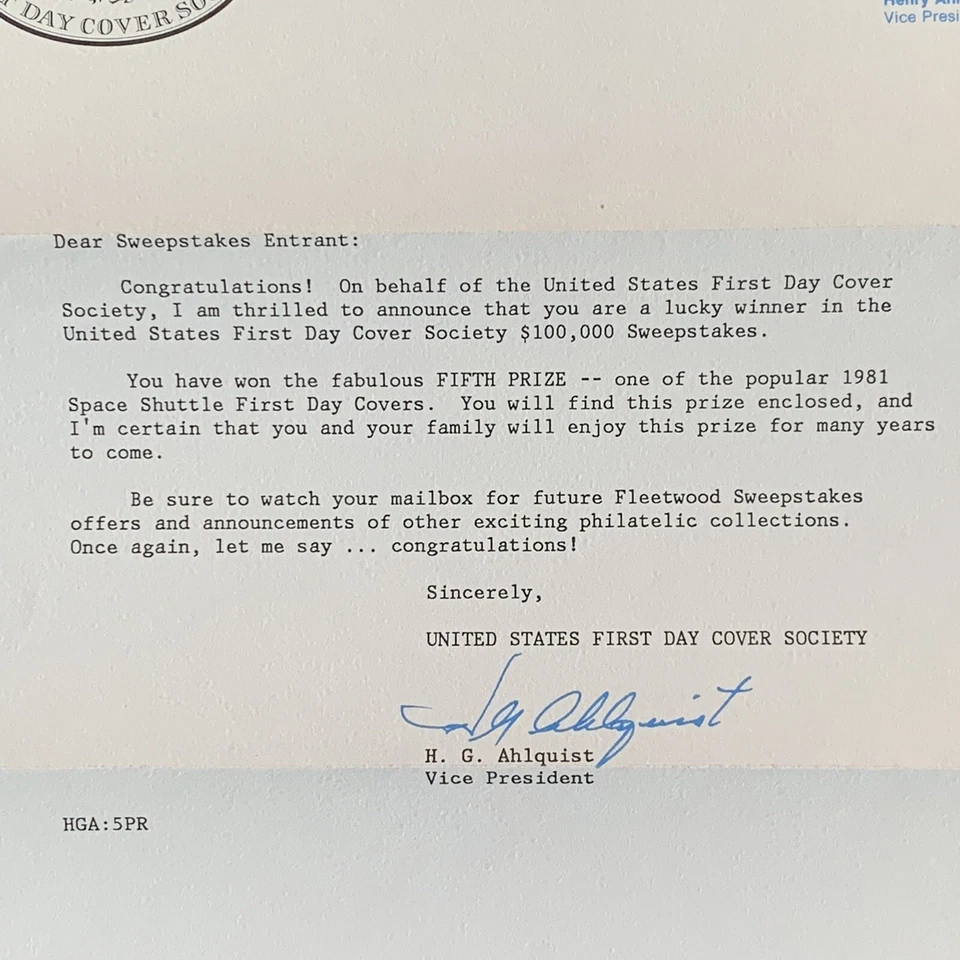 DAY COVER SO
Henry
Vice Presi
Dear Sweepstakes Entrant:
Congratulations! On behalf of the United States First Day Cover
Society, I am thrilled to announce that you are a lucky winner in the
United States First Day Cover Society $100,000 Sweepstakes.
You have won the fabulous FIFTH PRIZE -- one of the popular 1981
Space Shuttle First Day Covers. You will find this prize enclosed, and
I'm certain that you and your family will enjoy this prize for many years
to come.
Be sure to watch your mailbox for future Fleetwood Sweepstakes
offers and announcements of other exciting philatelic collections.
Once again, let me say ... congratulations!
Sincerely,
UNITED STATES FIRST DAY COVER SOCIETY
HG Ahlquist
H. G. Ahlquist
Vice President
HGA:5PR